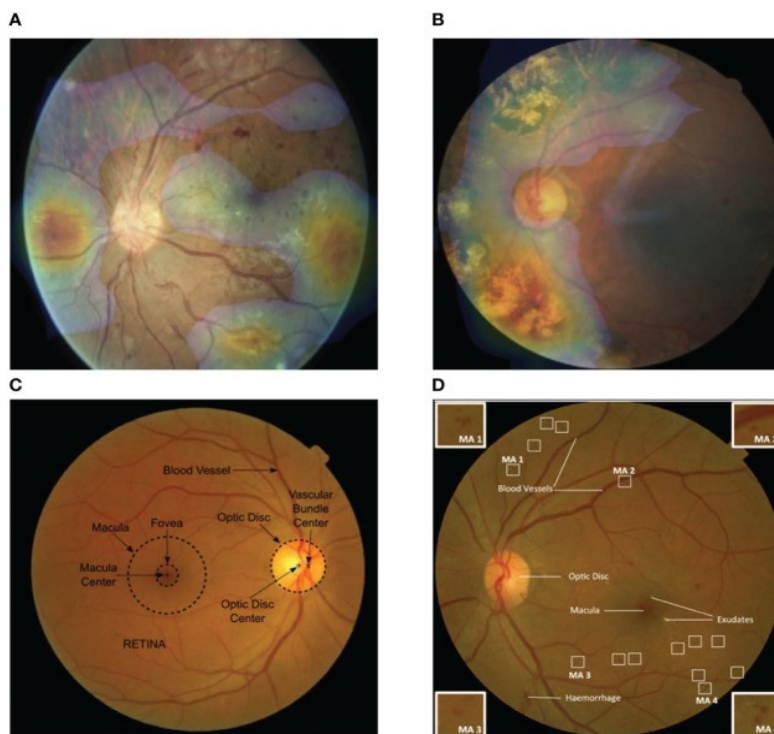 A
B
C
D
Blood Vessel
Vascular
Bundle
Center
Optic Disc
Fovea
Macula
Macula
Center
Optic Disc
Center
RETINA
MA 1
MA 2
MA 1
Blood Vessels
Optic Disc
Macula
Exudates
MA 3
MA 4
Haemorrhage
MA 3
MA